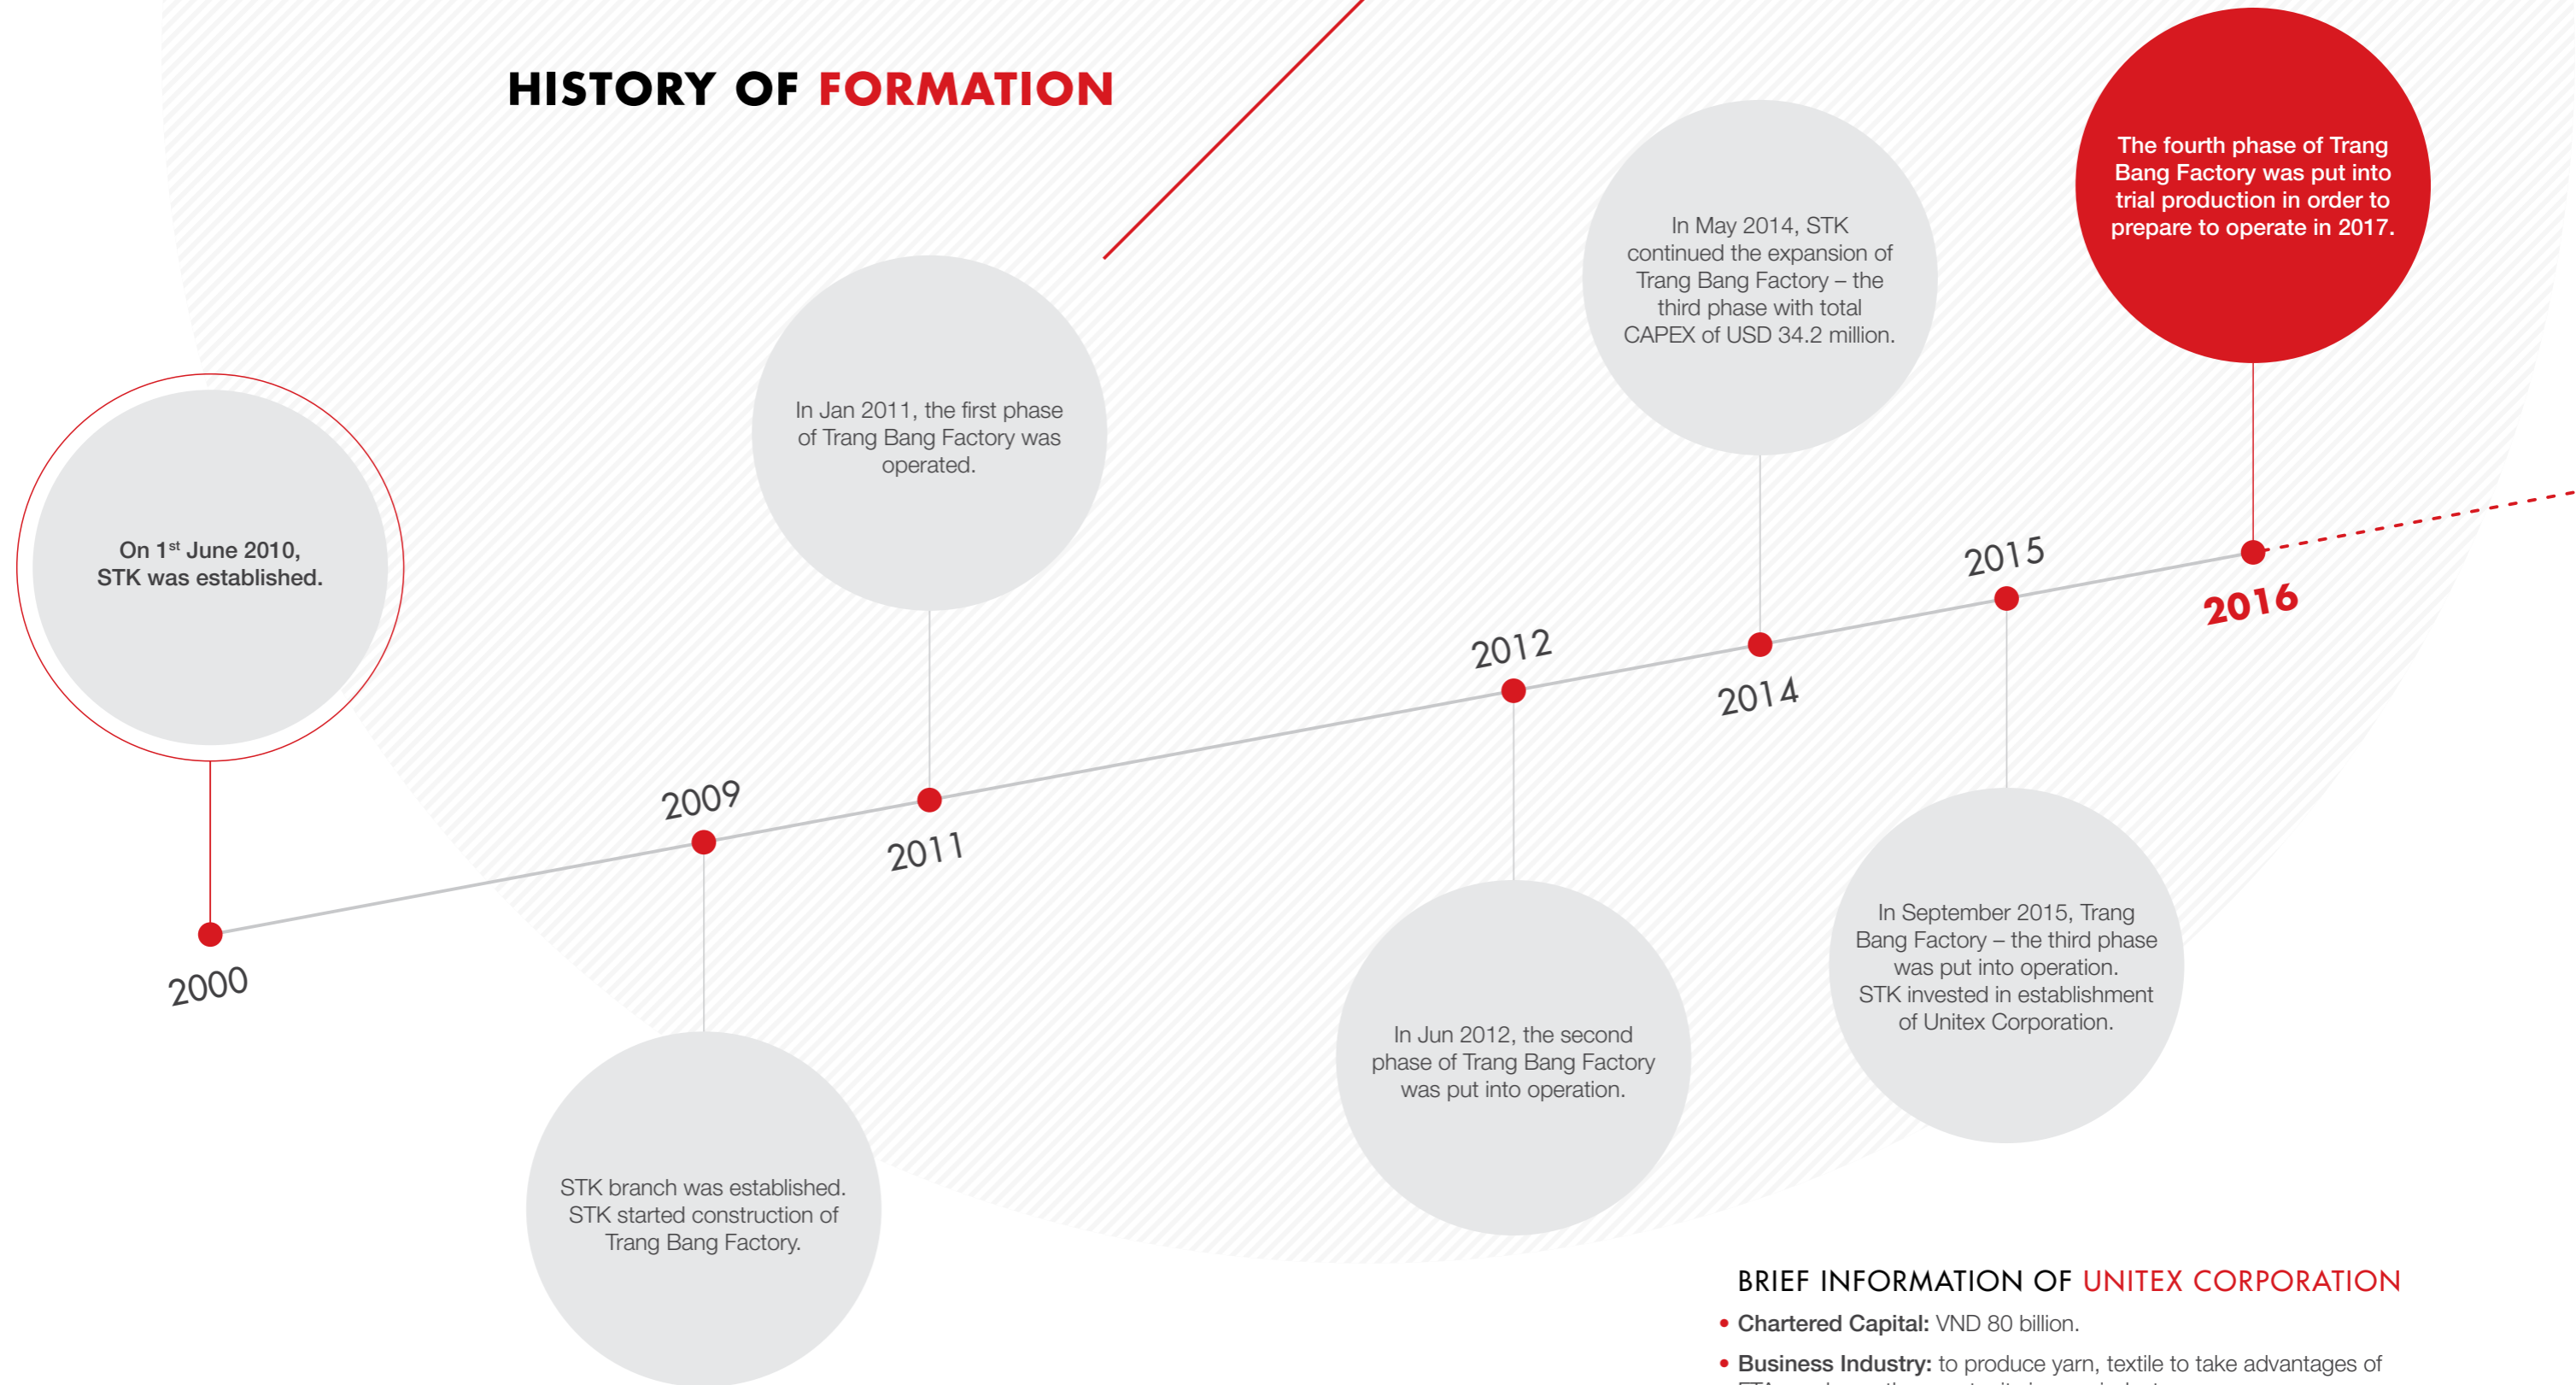 HISTORY OF FORMATION
On 1st June 2010,
STK was established.
2000
2009
STK branch was established.
STK started construction of
Trang Bang Factory.
In Jan 2011, the first phase
of Trang Bang Factory was
operated.
2011
2012
In Jun 2012, the second
phase of Trang Bang Factory
was put into operation.
In May 2014, STK
continued the expansion of
Trang Bang Factory – the
third phase with total
CAPEX of USD 34.2 million.
2014
2015
In September 2015, Trang
Bang Factory – the third phase
was put into operation.
STK invested in establishment
of Unitex Corporation.
The fourth phase of Trang
Bang Factory was put into
trial production in order to
prepare to operate in 2017.
2016
BRIEF INFORMATION OF UNITEX CORPORATION
• Chartered Capital: VND 80 billion.
• Business Industry: to produce yarn, textile to take advantages of